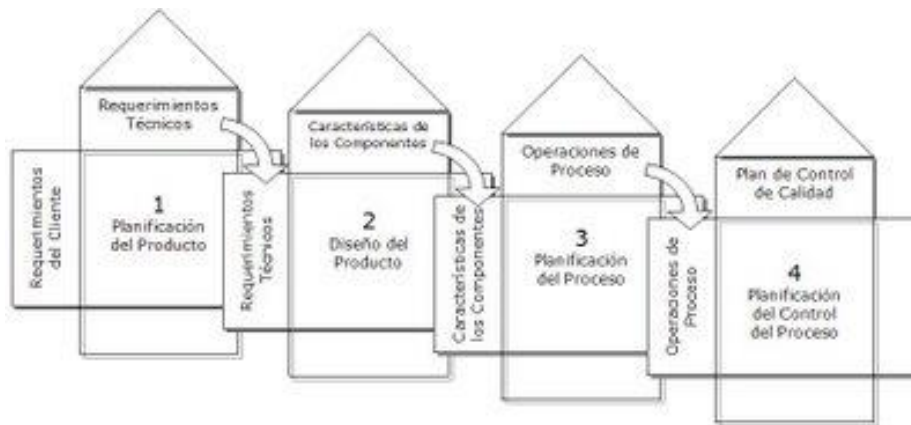 Requerimientos
Técnicos
Requerimientos
del Cliente
1
Planificación
del Producto
Características de
los Componentes
Requerimientos
Técnicos
2
Diseño del
Producto
Operaciones de
Proceso
Características de
los Componentes
3
Planificación
del Proceso
Plan de Control
de Calidad
Operaciones de
Proceso
4
Planificación
del Control
del Proceso